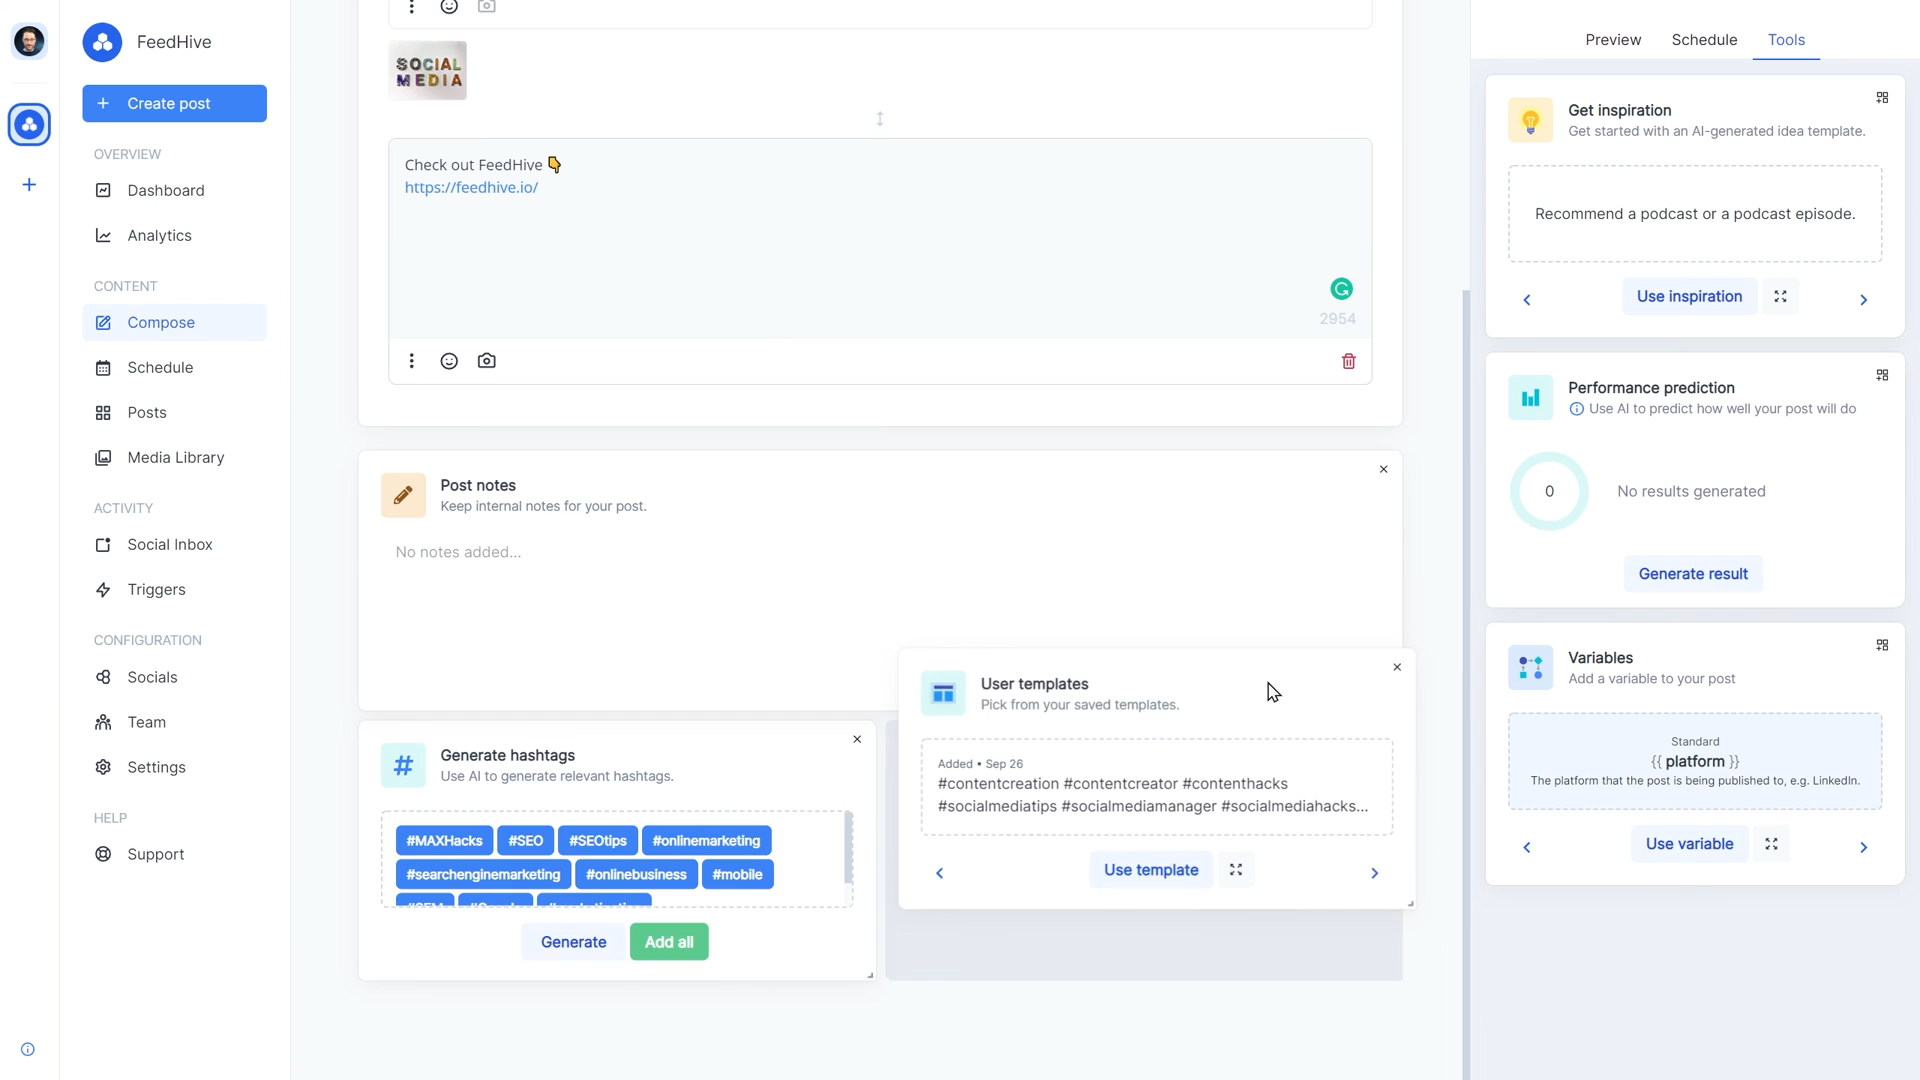 FeedHive
Create post
OVERVIEW
Dashboard
Analytics
CONTENT
Compose
Schedule
Posts
Media Library
ACTIVITY
Social Inbox
Triggers
CONFIGURATION
Socials
Team
Settings
HELP
Support
SOCIAL
MEDIA
Check out FeedHive 👇
https://feedhive.io/
2954
Post notes
Keep internal notes for your post.
No notes added...
Generate hashtags
Use AI to generate relevant hashtags.
#MAXHacks #SEO #SEOtips #onlinemarketing
#searchenginemarketing #onlinebusiness #mobile
Generate Add all
User templates
Pick from your saved templates.
Added • Sep 26
#contentcreation #contentcreator #contenthacks
#socialmediatips #socialmediamanager #socialmediahacks...
Use template
Preview Schedule Tools
Get inspiration
Get started with an AI-generated idea template.
Recommend a podcast or a podcast episode.
Use inspiration
Performance prediction
Use AI to predict how well your post will do
0 No results generated
Generate result
Variables
Add a variable to your post
Standard
{{ platform }}
The platform that the post is being published to, e.g. LinkedIn.
Use variable